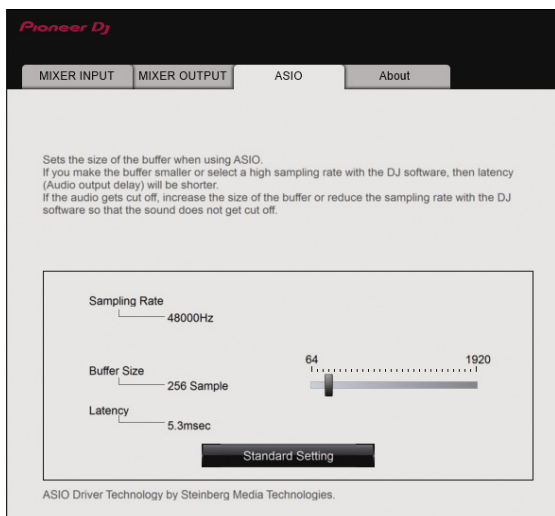 Pioneer Dj
MIXER INPUT
MIXER OUTPUT
ASIO
About
Sets the size of the buffer when using ASIO.
If you make the buffer smaller or select a high sampling rate with the DJ software, then latency
(Audio output delay) will be shorter.
If the audio gets cut off, increase the size of the buffer or reduce the sampling rate with the DJ
software so that the sound does not get cut off.
Sampling Rate
48000Hz
64 1920
Buffer Size
256 Sample
Latency
5.3msec
Standard Setting
ASIO Driver Technology by Steinberg Media Technologies.